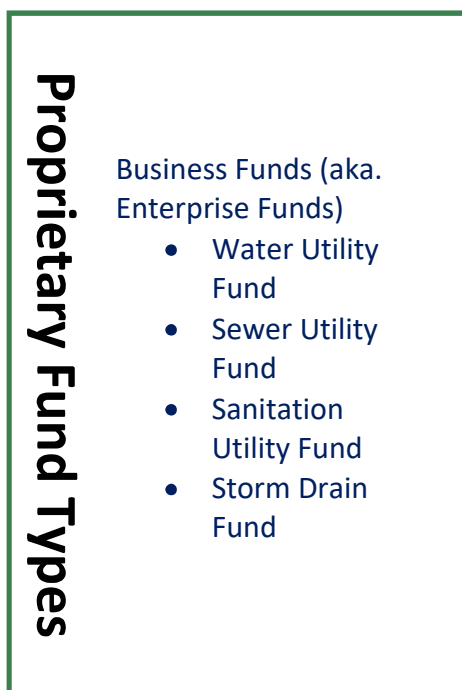 Proprietary Fund Types
Business Funds (aka.
Enterprise Funds)
• Water Utility
Fund
• Sewer Utility
Fund
• Sanitation
Utility Fund
• Storm Drain
Fund